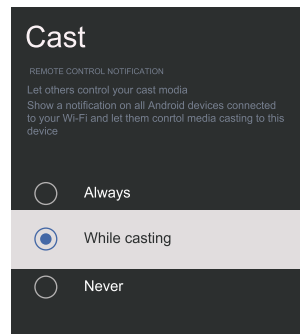 Cast
REMOTE CONTROL NOTIFICATION
Let others control your cast modia
Show a notification on all Android devices connected
to your Wi-Fi and let them conrtol media casting to this
device
Always
While casting
Never